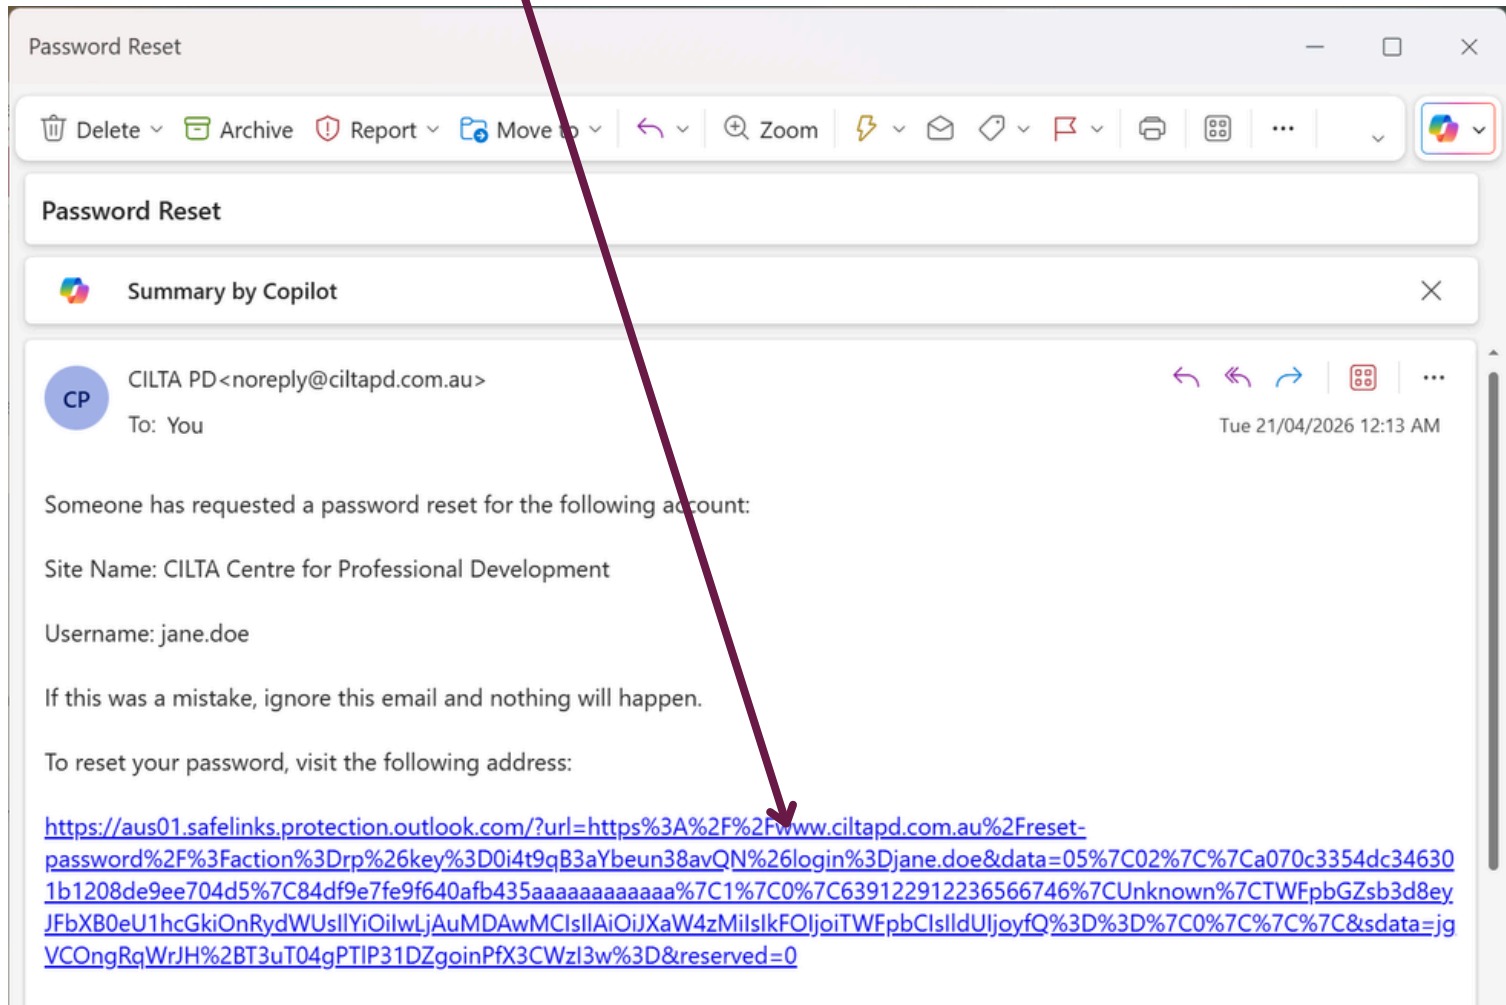 Password Reset
Delete Archive Report Move to Zoom
Password Reset
Summary by Copilot
CP
CILTA PD<noreply@ciltapd.com.au>
To: You
Tue 21/04/2026 12:13 AM
Someone has requested a password reset for the following account:
Site Name: CILTA Centre for Professional Development
Username: jane.doe
If this was a mistake, ignore this email and nothing will happen.
To reset your password, visit the following address:
https://aus01.safelinks.protection.outlook.com/?url=https%3A%2F%2Fwww.ciltapd.com.au%2Freset-
password%2F%3Faction%3Drp%26key%3D0i4t9qB3aYbeun38avQN%26login%3Djane.doe&data=05%7C02%7C%7Ca070c3354dc34630
1b1208de9ee704d5%7C84df9e7fe9f640afb435aaaaaaaaaaaa%7C1%7C0%7C639122912236566746%7CUnknown%7CTWFpbGZsb3d8ey
JFbXB0eU1hcGkiOnRydWUsIlYiOiIwLjAuMDAwMCIsIlAiOiJXaW4zMiIsIkFOIjoiTWFpbCIsIldUIjoyfQ%3D%3D%7C0%7C%7C%7C&sdata=jg
VCOngRqWrJH%2BT3uT04gPTlP31DZgoinPfX3CWzI3w%3D&reserved=0